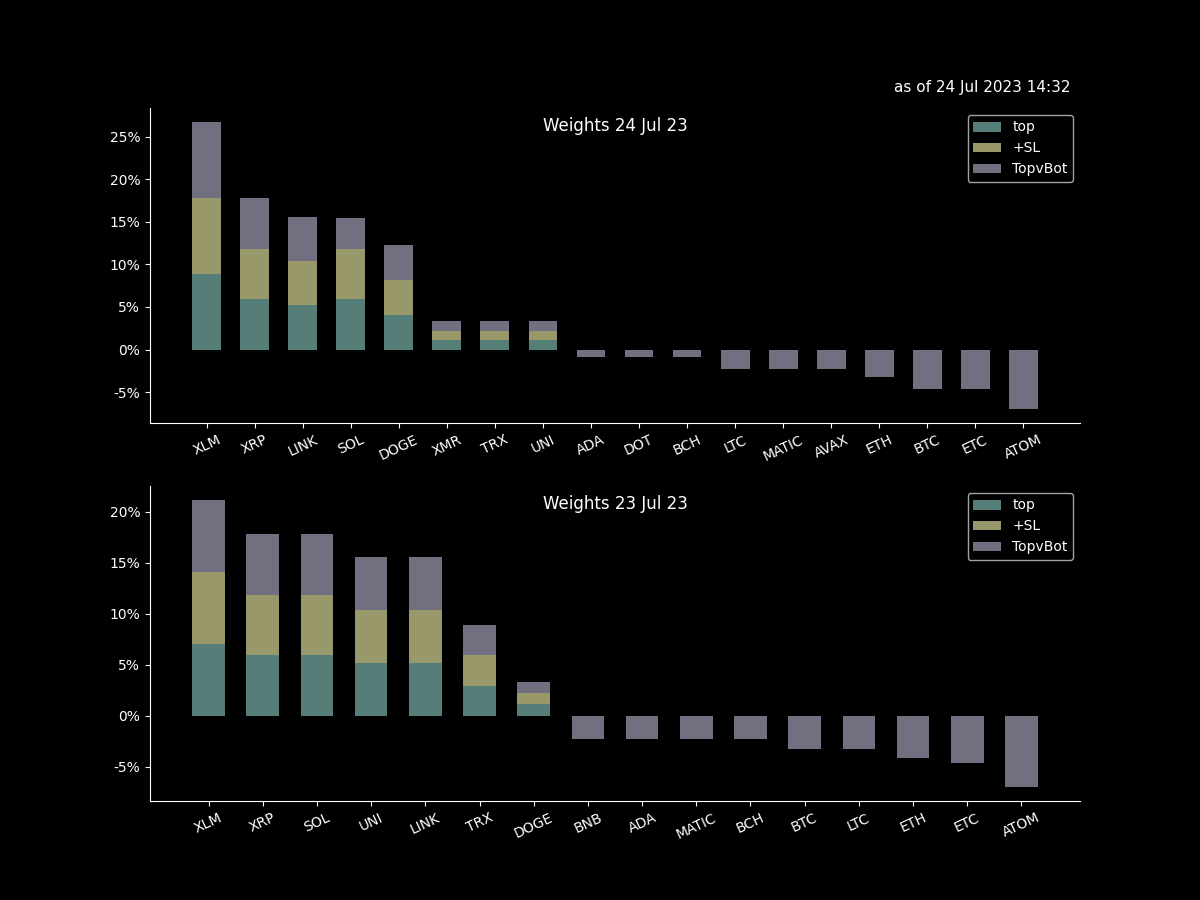 as of 24 Jul 2023 14:32
Weights 24 Jul 23
top
+SL
TopvBot
25%
20%
15%
10%
5%
0%
-5%
XLM XRP LINK SOL DOGE XMR TRX UNI ADA DOT BCH LTC MATIC AVAX ETH BTC ETC ATOM
Weights 23 Jul 23
top
+SL
TopvBot
20%
15%
10%
5%
0%
-5%
XLM XRP SOL UNI LINK TRX DOGE BNB ADA MATIC BCH BTC LTC ETH ETC ATOM